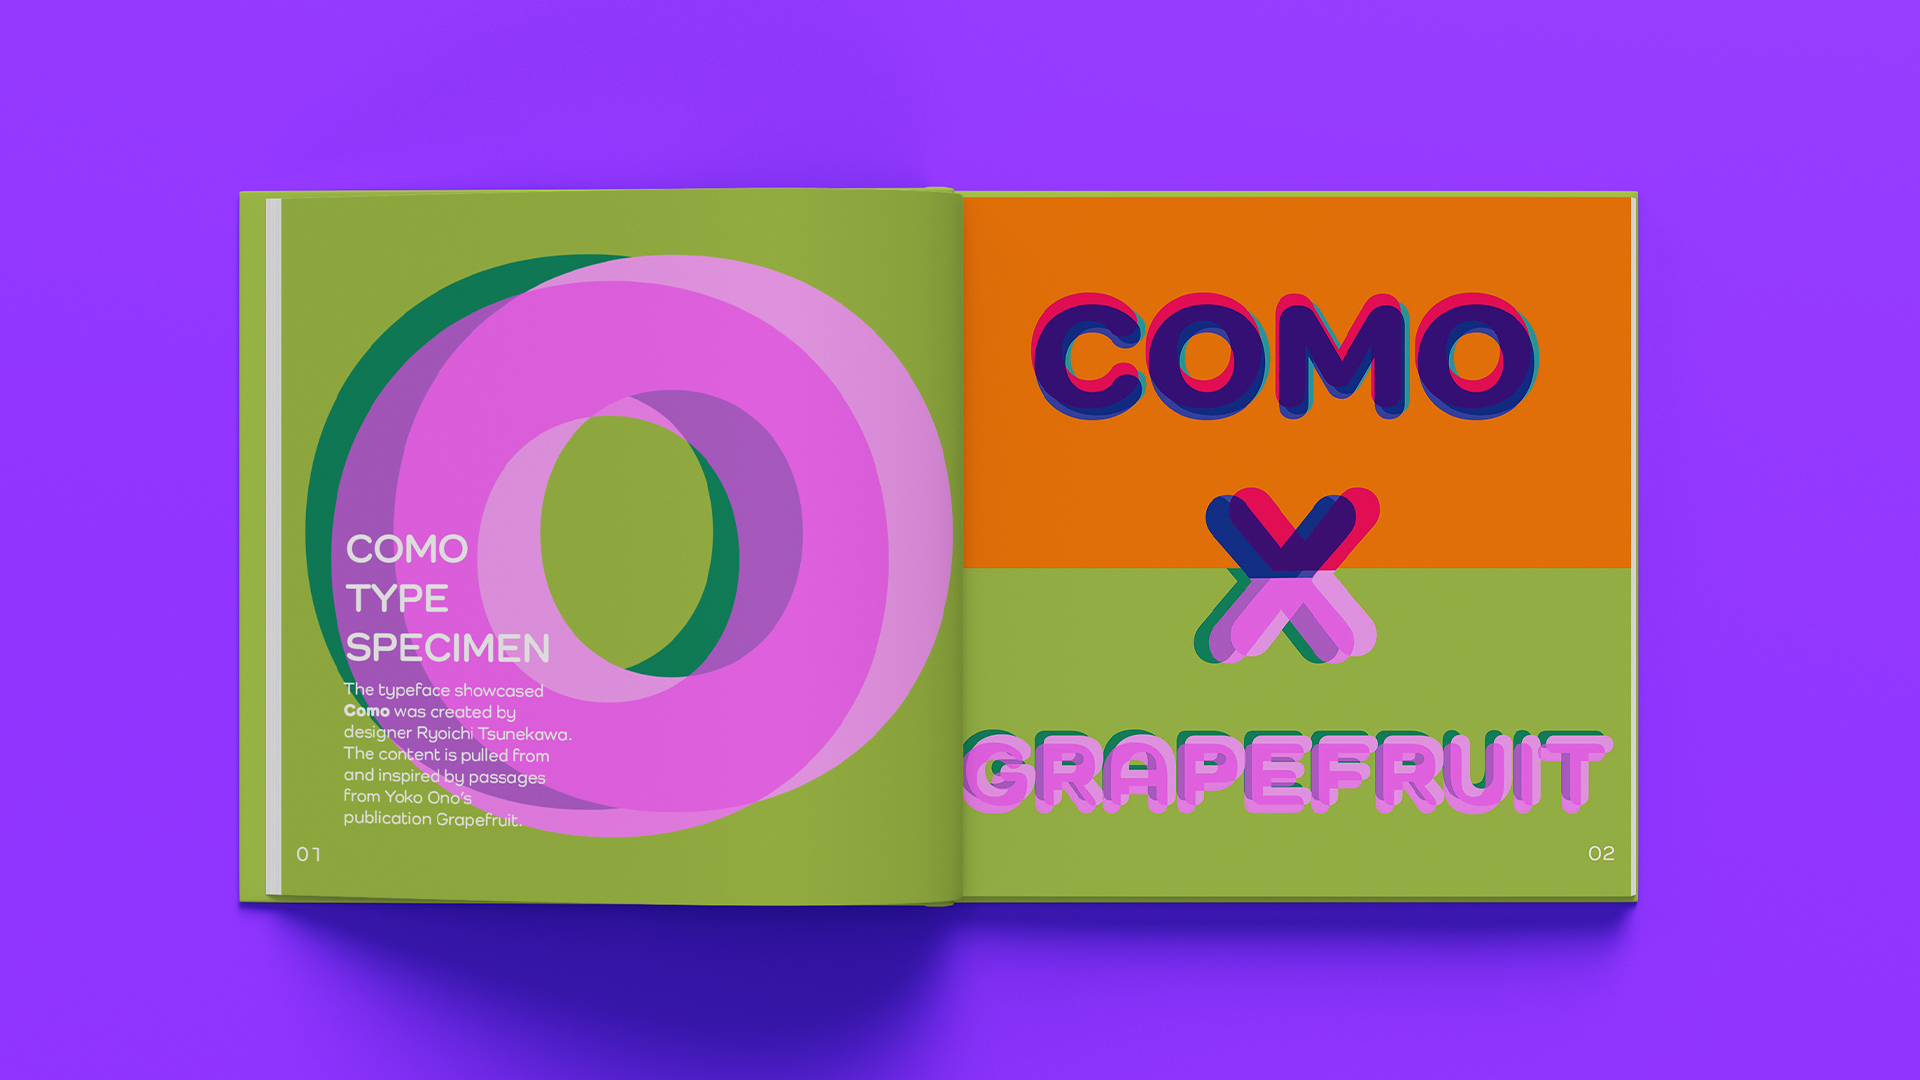 O
COMO
TYPE
SPECIMEN
The typeface showcased
Como was created by
designer Ryoichi Tsunekawa.
The content is pulled from
and inspired by passages
from Yoko Ono's
publication Grapefruit.
01
COMO
X
GRAPEFRUIT
02